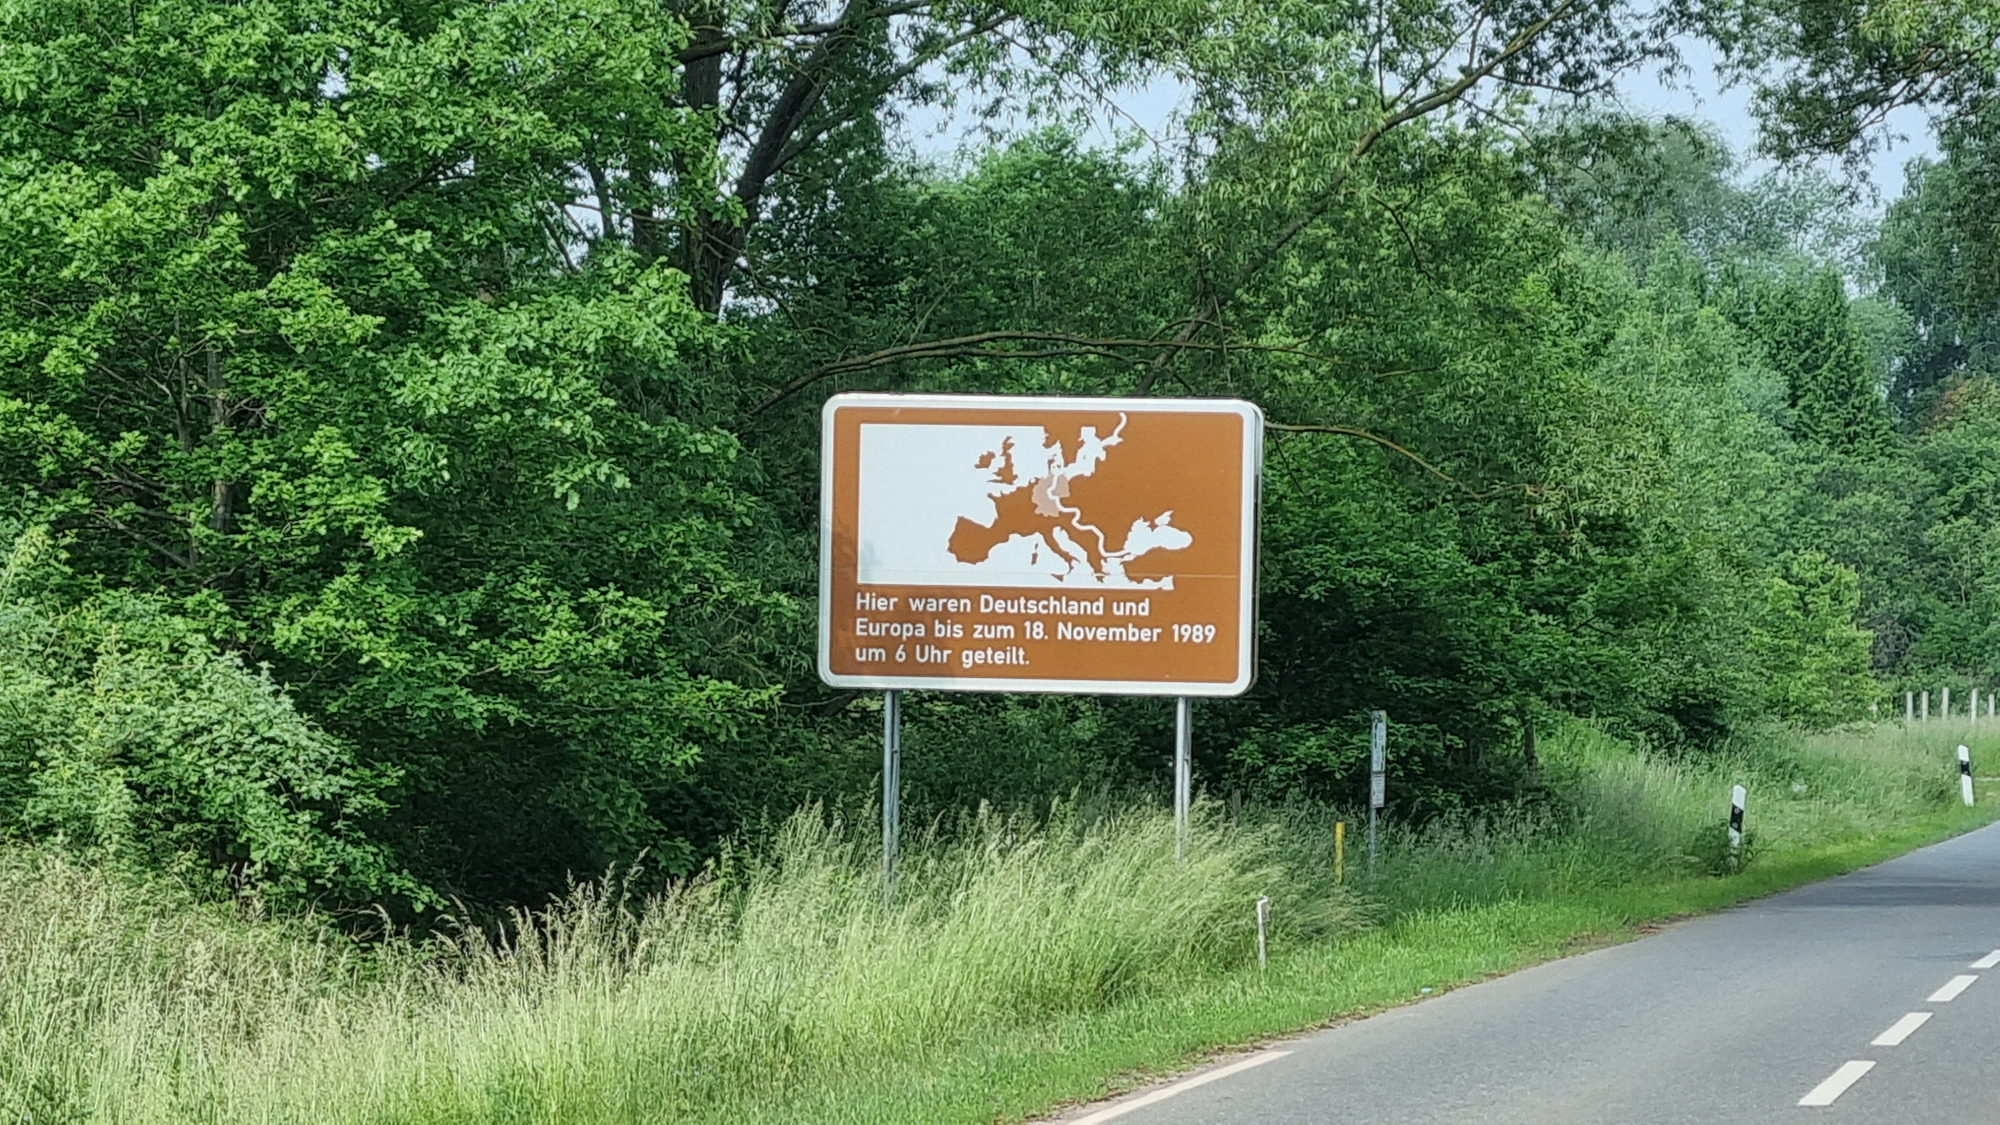 Hier waren Deutschland und
Europa bis zum 18. November 1989
um 6 Uhr geteilt.